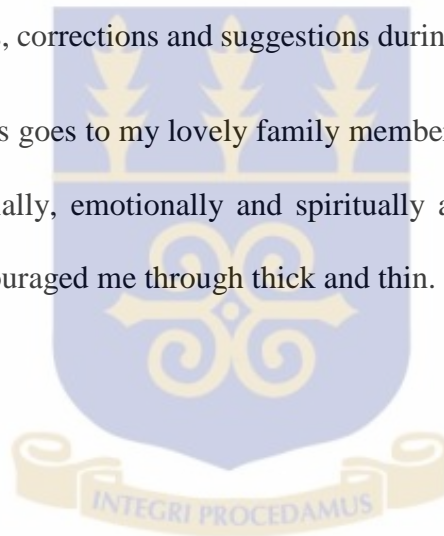 , corrections and suggestions durin
s goes to my lovely family member
ally, emotionally and spiritually a
ouraged me through thick and thin.
INTEGRI PROCEDAMUS